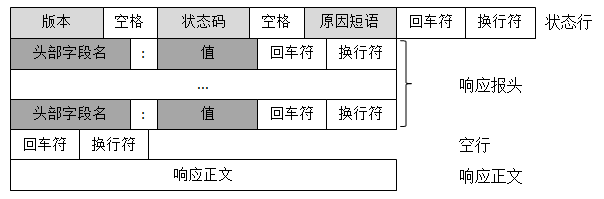 版本 空格 状态码 空格 原因短语 回车符 换行符 状态行
头部字段名 : 值 回车符 换行符
... 响应报头
头部字段名 : 值 回车符 换行符
回车符 换行符 空行
响应正文 响应正文